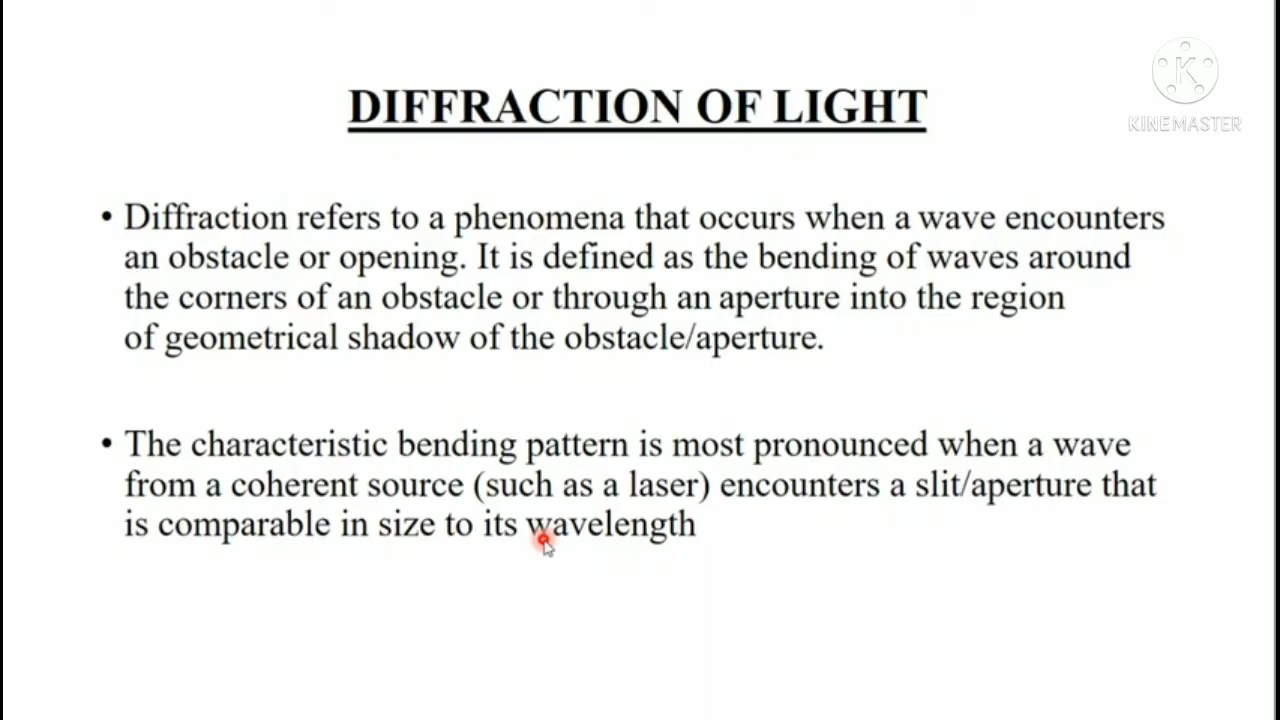 DIFFRACTION OF LIGHT
K
KINEMASTER
• Diffraction refers to a phenomena that occurs when a wave encounters
an obstacle or opening. It is defined as the bending of waves around
the corners of an obstacle or through an aperture into the region
of geometrical shadow of the obstacle/aperture.
• The characteristic bending pattern is most pronounced when a wave
from a coherent source (such as a laser) encounters a slit/aperture that
is comparable in size to its wavelength